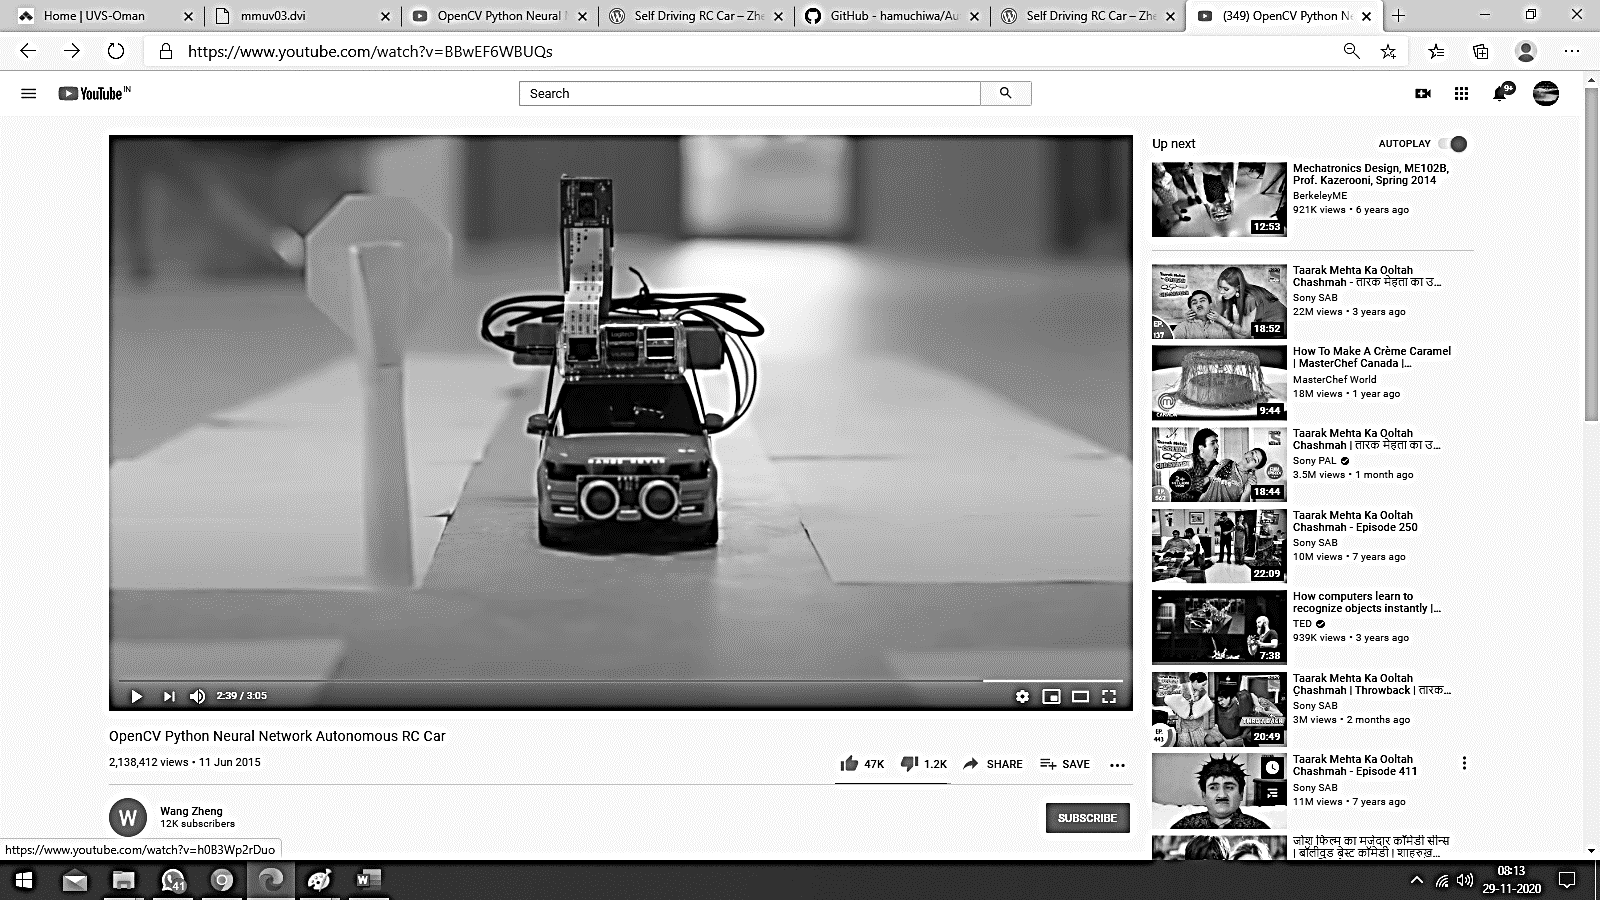 Home | UVS-Oman
mmuv03.dvi
OpenCV Python Neural
Self Driving RC Car – Zhe
GitHub - hamuchiwa/Au
Self Driving RC Car – Zhe
(349) OpenCV Python Ne
https://www.youtube.com/watch?v=BBwEF6WBUQs
YouTube IN
Search
9+
Up next
AUTOPLAY
Mechatronics Design, ME102B,
Prof. Kazerooni, Spring 2014
BerkeleyME
921K views • 6 years ago
12:53
Taarak Mehta Ka Ooltah
Chashmah - तारक मेहता का उ...
Sony SAB
22M views • 3 years ago
EP. 137
18:52
How To Make A Crème Caramel
| MasterChef Canada |...
MasterChef World
18M views • 1 year ago
9:44
Taarak Mehta Ka Ooltah
Chashmah | तारक मेहता का उ...
Sony PAL
3.5M views • 1 month ago
EP. 562
18:44
Taarak Mehta Ka Ooltah
Chashmah - Episode 250
Sony SAB
10M views • 7 years ago
22:09
How computers learn to
recognize objects instantly |...
TED
939K views • 3 years ago
7:38
Taarak Mehta Ka Ooltah
Chashmah | Throwback | तारक...
Sony SAB
3M views • 2 months ago
EP. 443
20:49
Taarak Mehta Ka Ooltah
Chashmah - Episode 411
Sony SAB
11M views • 7 years ago
जोश फिल्म का मजेदार कॉमेडी सीन्स
| बॉलीवुड बेस्ट कॉमेडी | शाहरुख़...
2:39 / 3:05
OpenCV Python Neural Network Autonomous RC Car
2,138,412 views • 11 Jun 2015
47K
1.2K
SHARE
SAVE
W
Wang Zheng
12K subscribers
SUBSCRIBE
https://www.youtube.com/watch?v=h0B3Wp2rDuo
41
08:13
29-11-2020